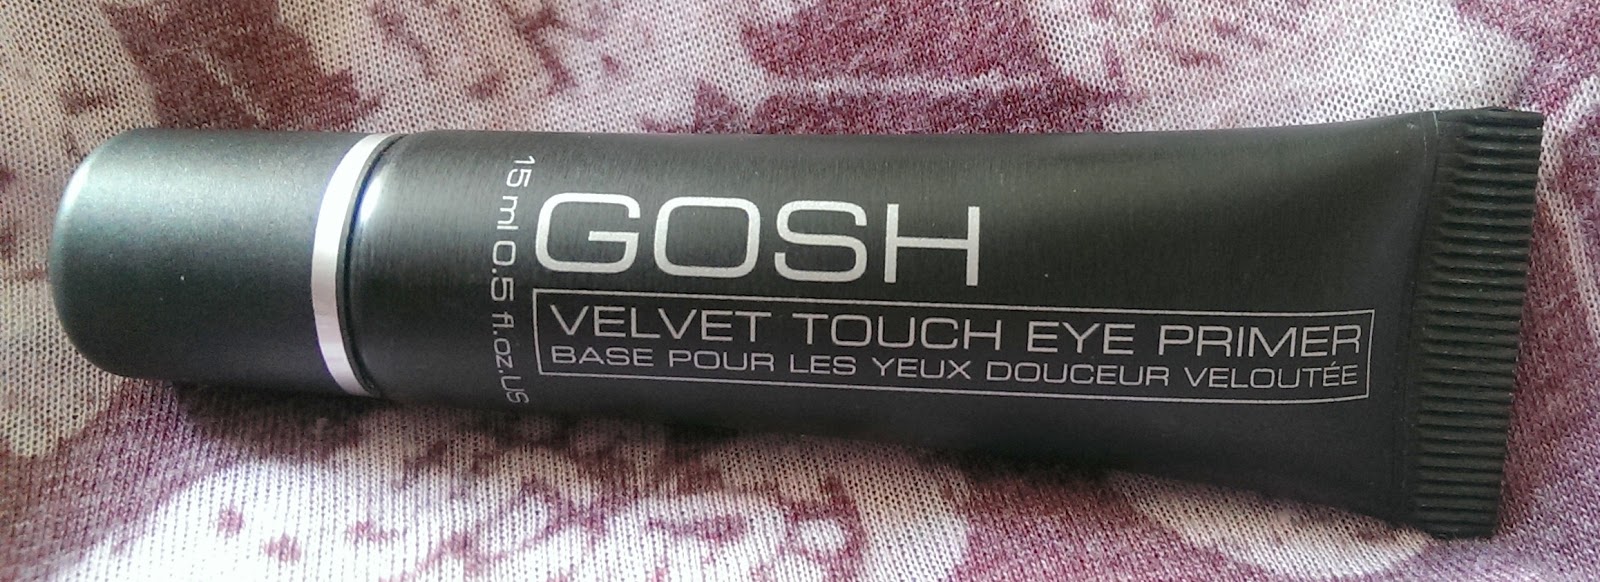 15 ml 0.5 fl.oz.US
GOSH
VELVET TOUCH EYE PRIMER
BASE POUR LES YEUX DOUCEUR VELOUTÉE